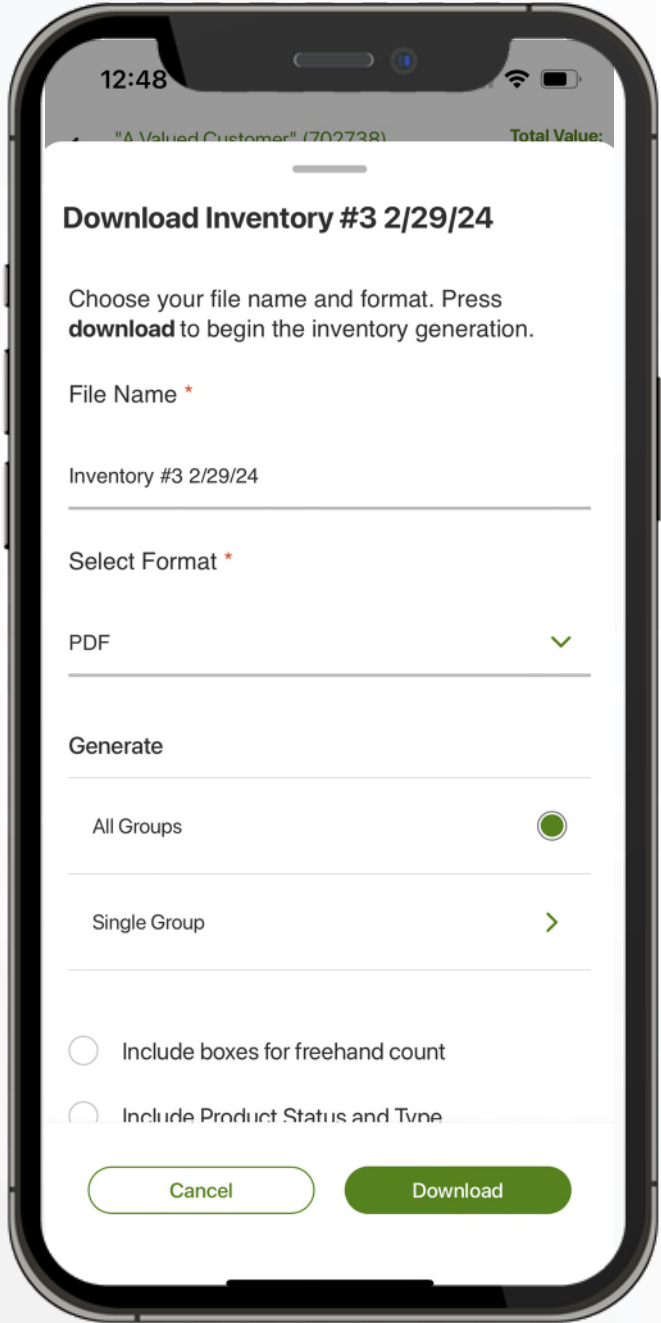 12:48
"A Valued Customer" (702738)
Total Value:
Download Inventory #3 2/29/24
Choose your file name and format. Press
download to begin the inventory generation.
File Name *
Inventory #3 2/29/24
Select Format *
PDF
Generate
All Groups
Single Group
Include boxes for freehand count
Include Product Status and Type
Cancel
Download